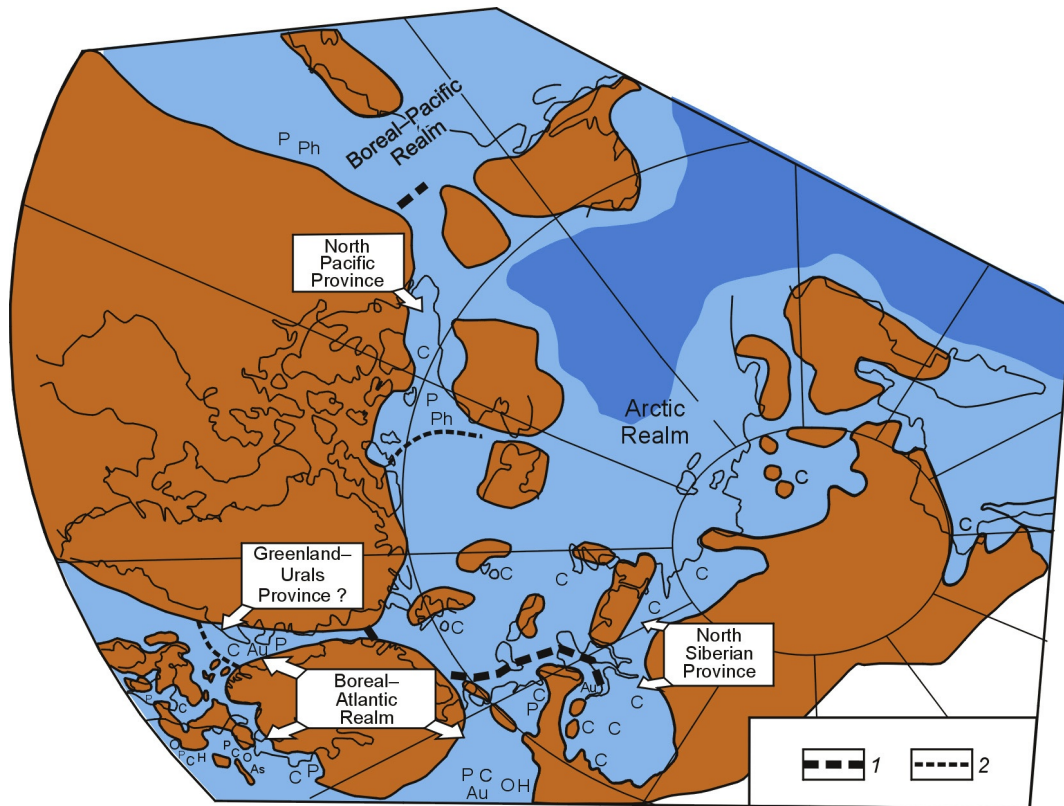 Boreal–Pacific
Realm
P
Ph
North
Pacific
Province
C
P
Ph
Arctic
Realm
C
C
Greenland–
Urals
Province ?
C
C
C
C
C Au P
C
North
Siberian
Province
Boreal–
Atlantic
Realm
C
P
Au
C
C
C
C
C
P
C
O
P
C
H
P
C
O
As
C
P
P C
Au
O H
1
2